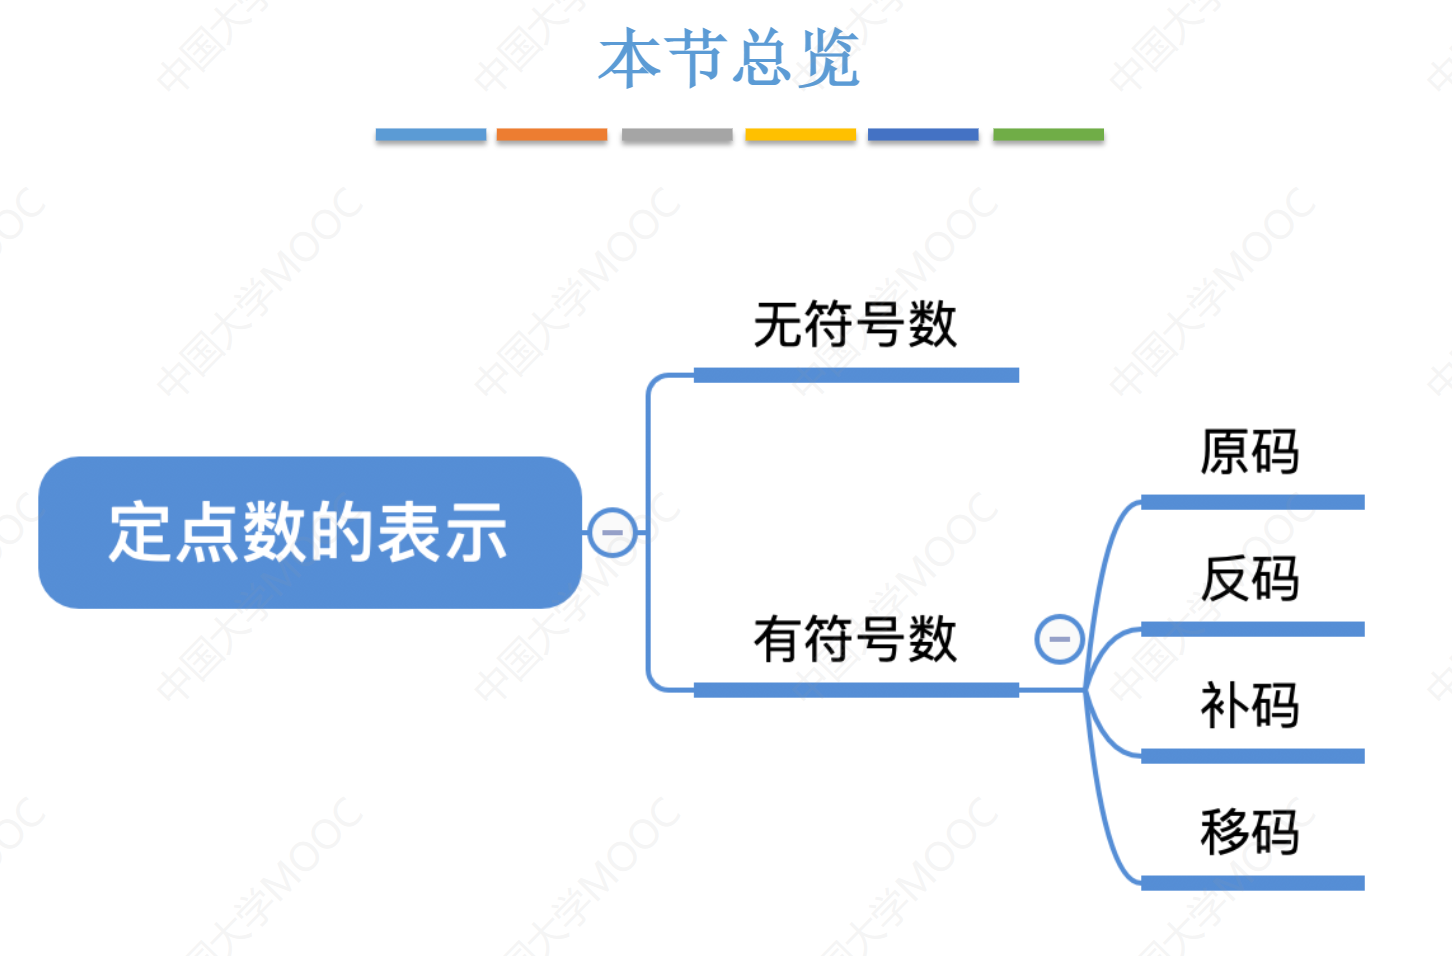 本节总览
无符号数
定点数的表示
有符号数
原码
反码
补码
移码
中国大学MOOC